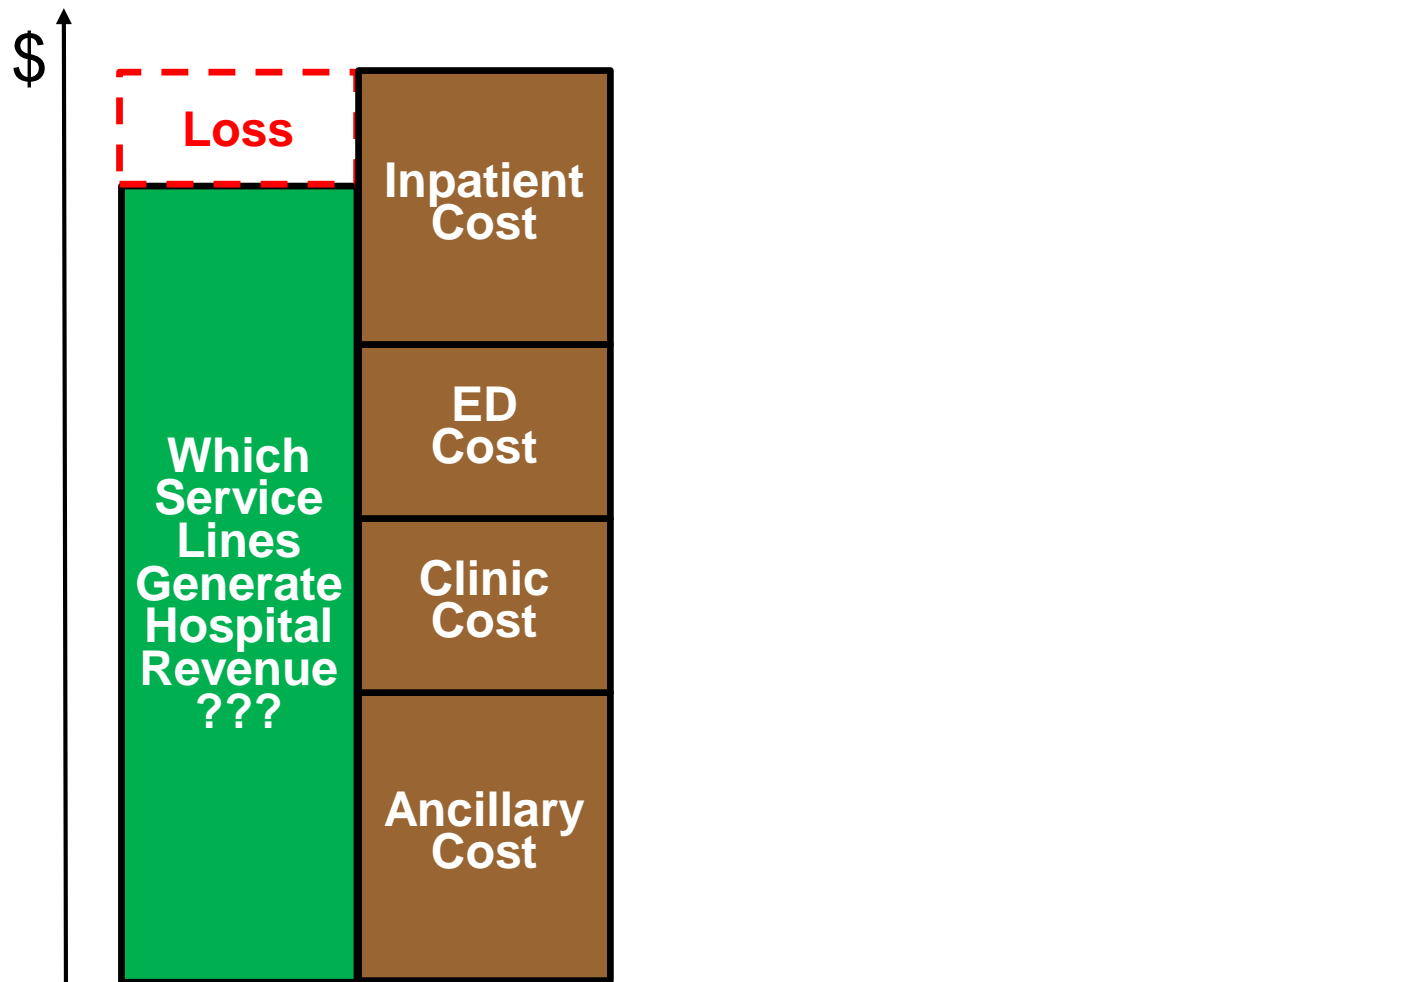 $
Loss
Inpatient
Cost
ED
Cost
Which
Service
Lines
Generate
Hospital
Revenue
???
Clinic
Cost
Ancillary
Cost